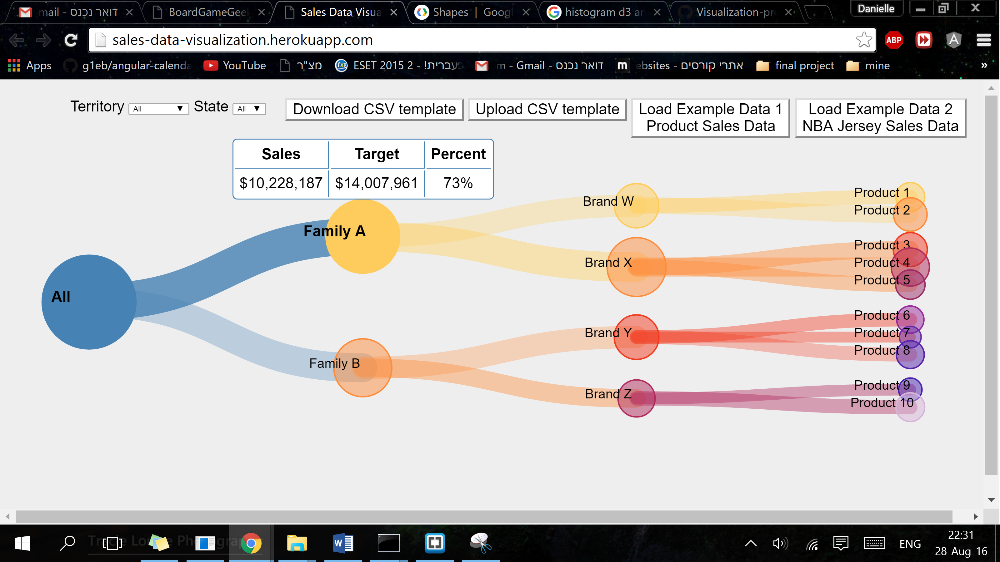 mail - דואר נכנס
BoardGameGeek
Sales Data Visua
Shapes | Googl
histogram d3 an
Visualization-pr
Danielle
sales-data-visualization.herokuapp.com
ABP
Apps
g1eb/angular-calenda
YouTube
מצ"ר
fxp
ESET 2015 2 - !בעברית
m - Gmail - דואר נכנס
m
ebsites - אתרי קורסים
final project
mine
»
Territory All State All
Download CSV template
Upload CSV template
Load Example Data 1
Product Sales Data
Load Example Data 2
NBA Jersey Sales Data
Sales Target Percent
$10,228,187 $14,007,961 73%
All
Family A
Family B
Brand W
Brand X
Brand Y
Brand Z
Product 1
Product 2
Product 3
Product 4
Product 5
Product 6
Product 7
Product 8
Product 9
Product 10
ENG
22:31
28-Aug-16